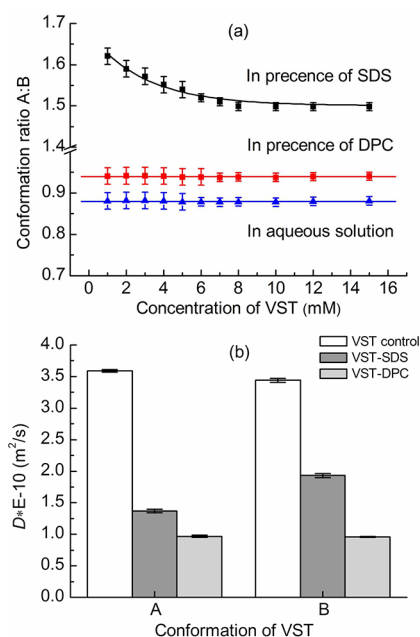 (a)
Conformation ratio A:B
1.7
1.6
1.5
1.4
0.9
0.7
In precence of SDS
In precence of DPC
In aqueous solution
0 2 4 6 8 10 12 14 16
Concentration of VST (mM)
(b)
VST control
VST-SDS
VST-DPC
D*E-10 (m²/s)
4.0
3.5
3.0
2.5
2.0
1.5
1.0
0.5
0.0
A B
Conformation of VST